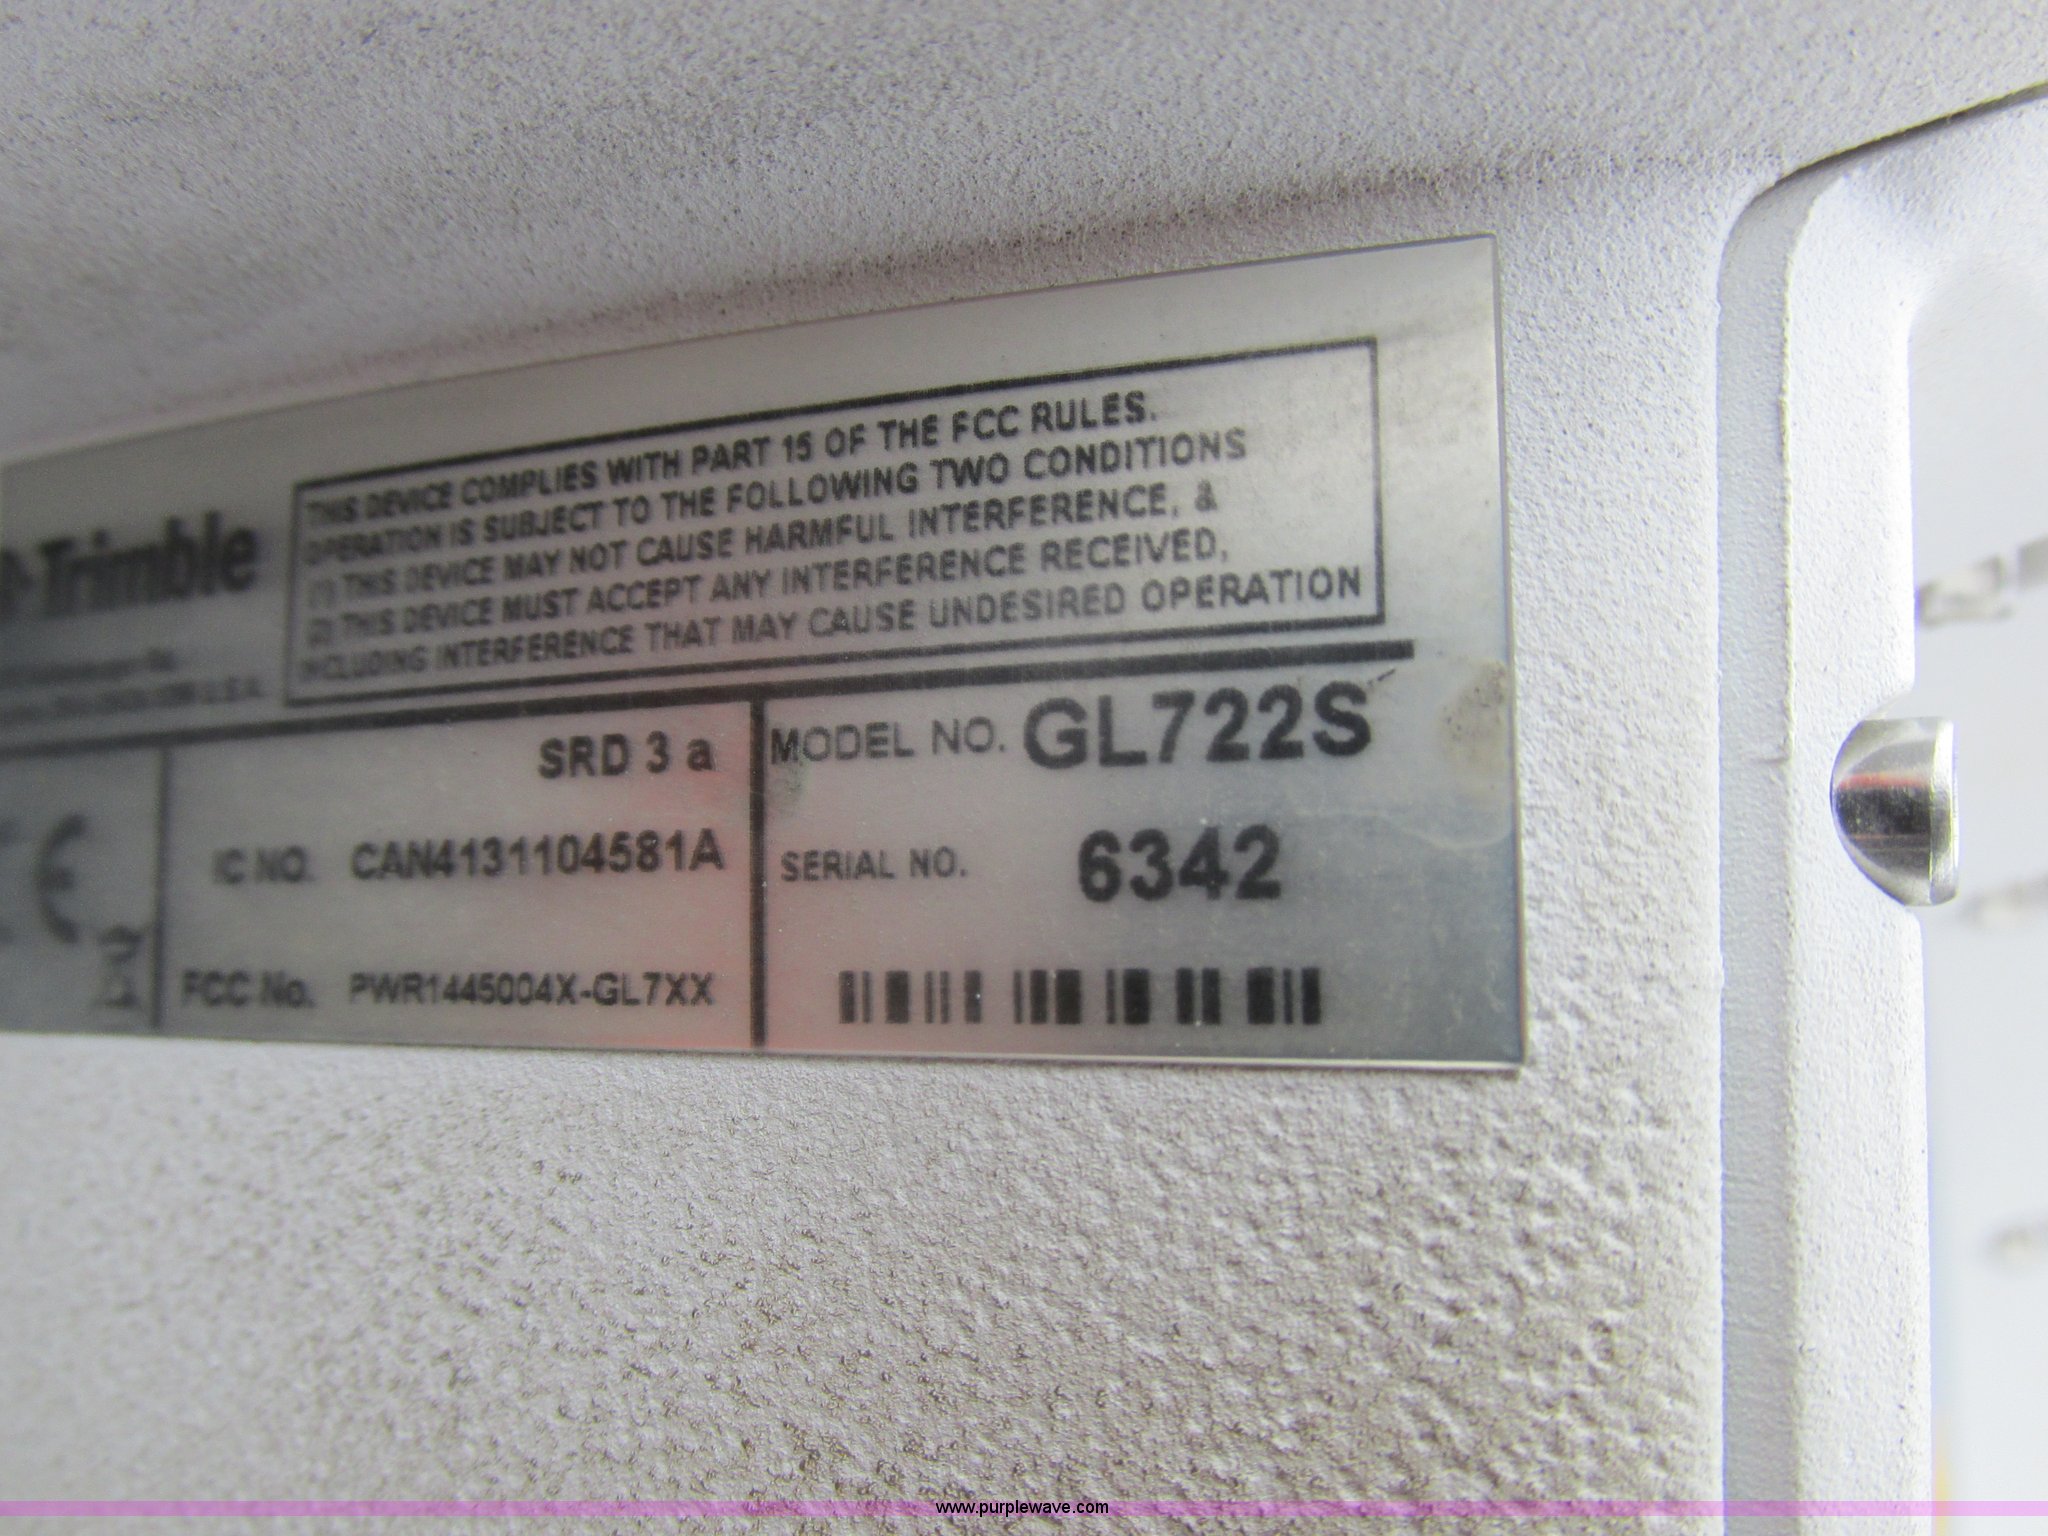 THIS DEVICE COMPLIES WITH PART 15 OF THE FCC RULES.
OPERATION IS SUBJECT TO THE FOLLOWING TWO CONDITIONS
(1) THIS DEVICE MAY NOT CAUSE HARMFUL INTERFERENCE, &
(2) THIS DEVICE MUST ACCEPT ANY INTERFERENCE RECEIVED,
INCLUDING INTERFERENCE THAT MAY CAUSE UNDESIRED OPERATION
Trimble
U.S.A.
SRD 3 a
MODEL NO. GL722S
CE
IC NO. CAN4131104581A
SERIAL NO. 6342
FCC No. PWR1445004X-GL7XX
www.purplewave.com